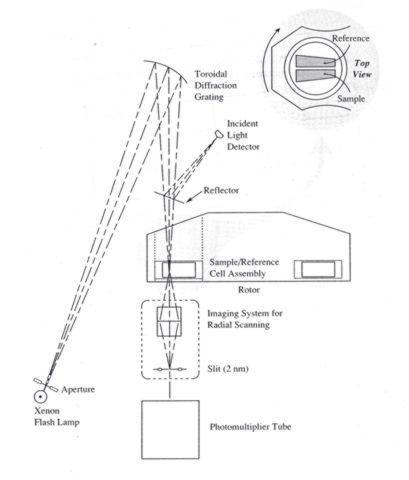 Reference
Top
View
Sample
Toroidal
Diffraction
Grating
Incident
Light
Detector
Reflector
Sample/Reference
Cell Assembly
Rotor
Imaging System for
Radial Scanning
Aperture
Slit (2 nm)
Xenon
Flash Lamp
Photomultiplier Tube